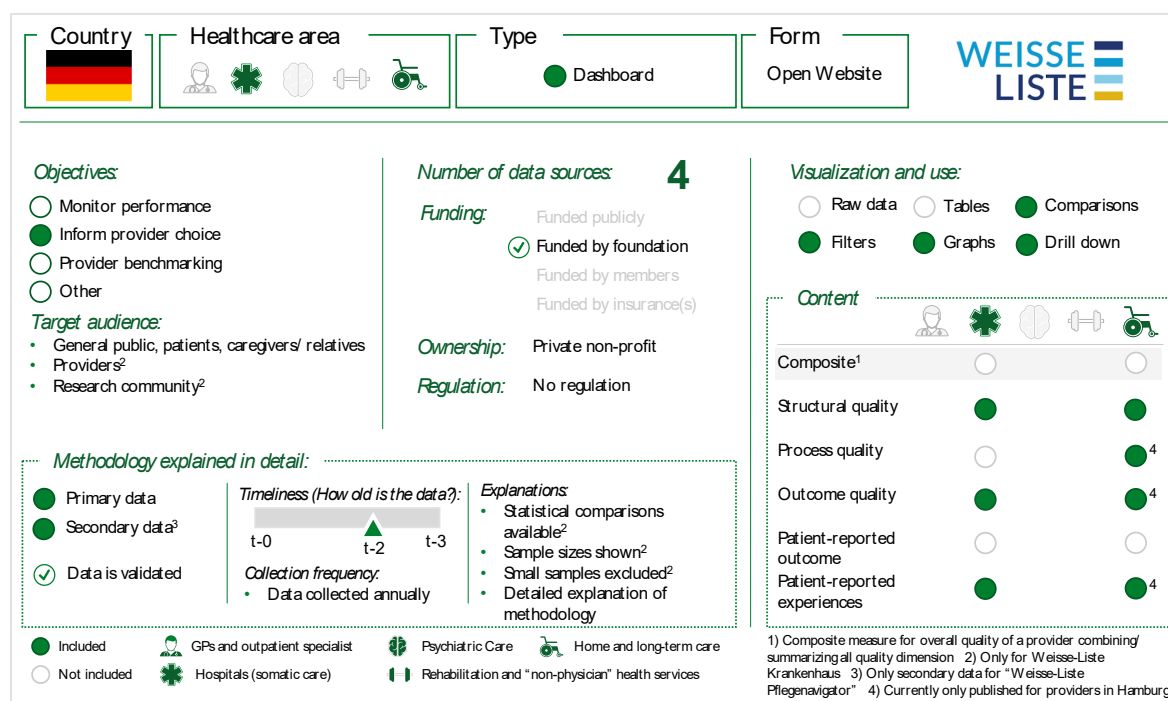 Country
Healthcare area
Type
Dashboard
Form
Open Website
WEISSE
LISTE
Objectives:
Monitor performance
Inform provider choice
Provider benchmarking
Other
Target audience:
• General public, patients, caregivers/ relatives
• Providers2
• Research community2
Number of data sources: 4
Funding:
Funded publicly
Funded by foundation
Funded by members
Funded by insurance(s)
Ownership: Private non-profit
Regulation: No regulation
Visualization and use:
Raw data Tables Comparisons
Filters Graphs Drill down
Content
Composite1
Structural quality
Process quality 4
Outcome quality 4
Patient-reported
outcome
Patient-reported
experiences 4
Methodology explained in detail:
Primary data
Secondary data3
Data is validated
Timeliness (How old is the data?):
t-0 t-2 t-3
Collection frequency:
• Data collected annually
Explanations:
• Statistical comparisons
available2
• Sample sizes shown2
• Small samples excluded2
• Detailed explanation of
methodology
Included GPs and outpatient specialist Psychiatric Care Home and long-term care
Not included Hospitals (somatic care) Rehabilitation and “non-physician” health services
1) Composite measure for overall quality of a provider combining/
summarizing all quality dimension 2) Only for Weisse-Liste
Krankenhaus 3) Only secondary data for “Weisse-Liste
Pflegenavigator” 4) Currently only published for providers in Hamburg